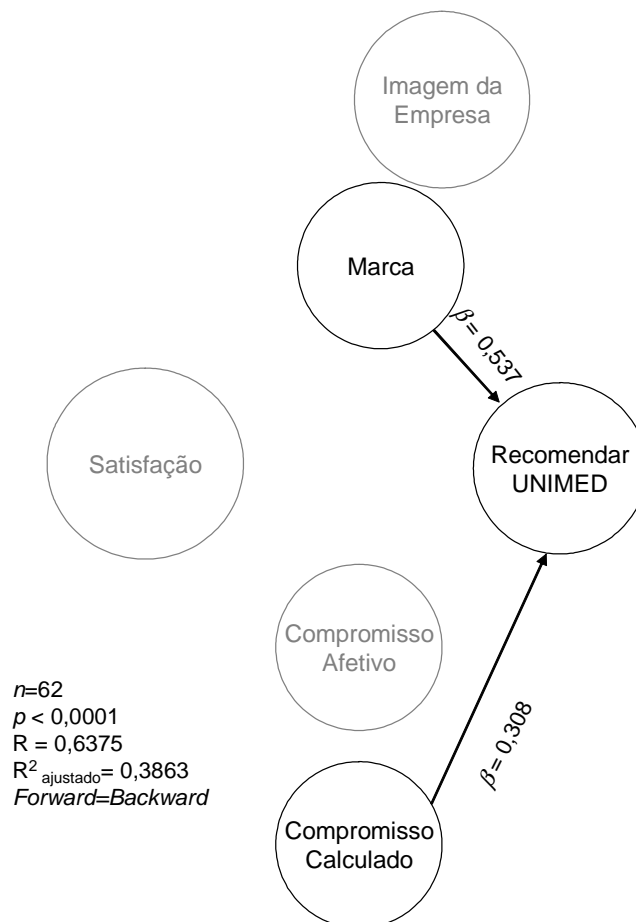 Imagem da
Empresa
Marca
β = 0,537
Recomendar
UNIMED
Satisfação
Compromisso
Afetivo
n=62
p < 0,0001
R = 0,6375
R² ajustado= 0,3863
Forward=Backward
β = 0,308
Compromisso
Calculado